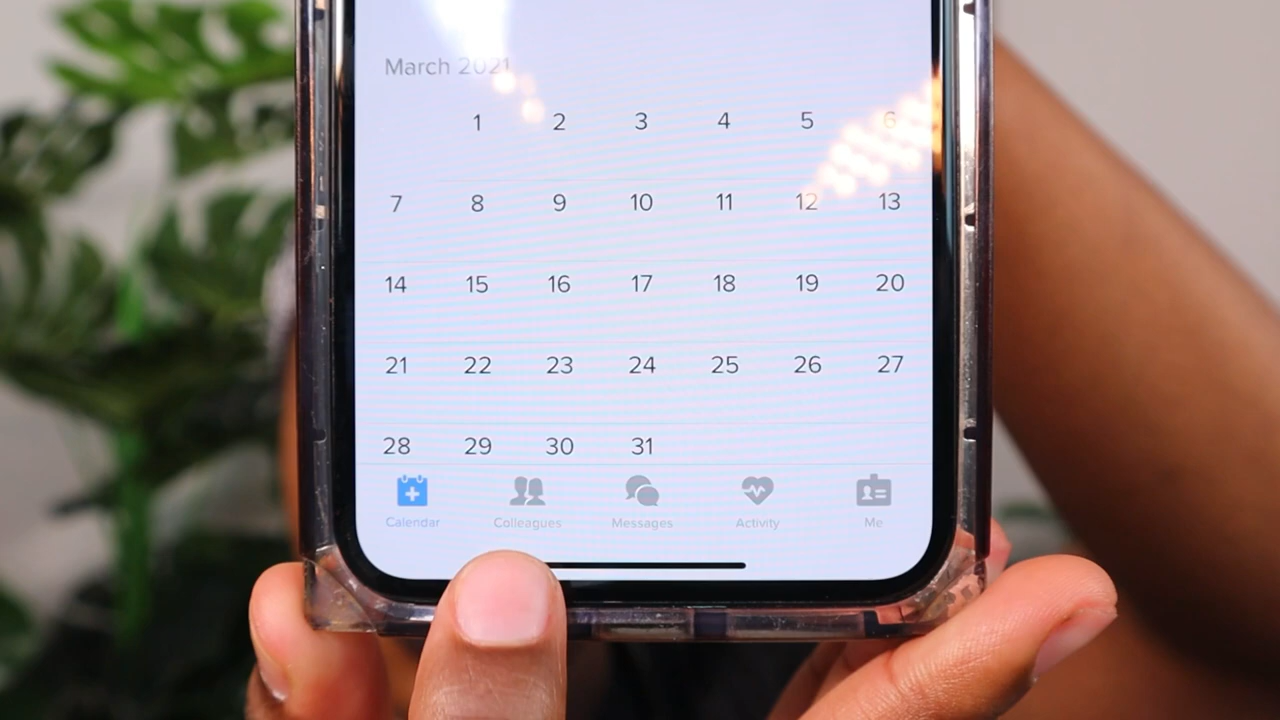 March 2021
1 2 3 4 5 6
7 8 9 10 11 12 13
14 15 16 17 18 19 20
21 22 23 24 25 26 27
28 29 30 31
Calendar Colleagues Messages Activity Me